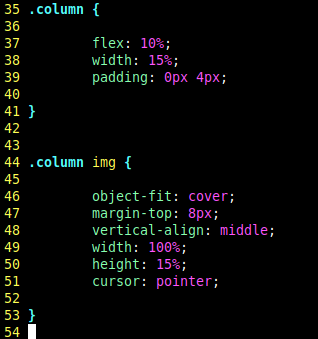 35 .column {
36
37 flex: 10%;
38 width: 15%;
39 padding: 0px 4px;
40
41 }
42
43
44 .column img {
45
46 object-fit: cover;
47 margin-top: 8px;
48 vertical-align: middle;
49 width: 100%;
50 height: 15%;
51 cursor: pointer;
52
53 }
54